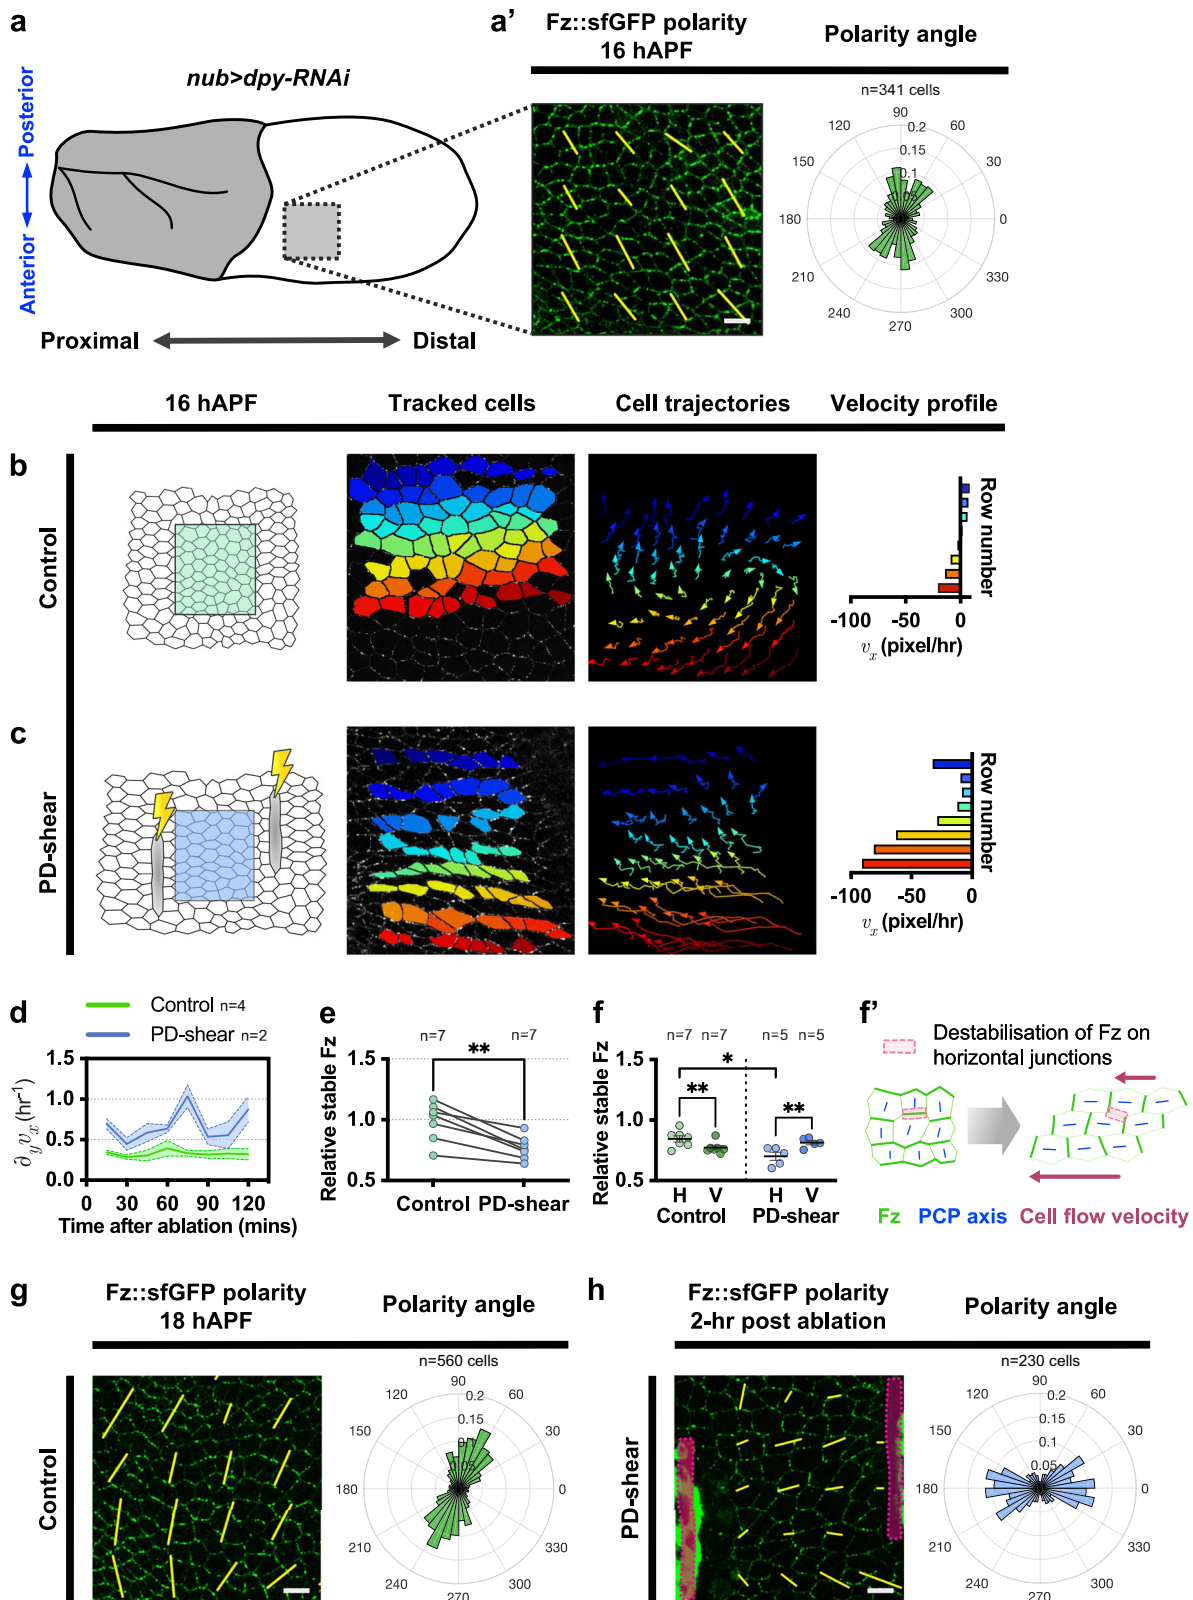 a
nub>dpy-RNAi
Anterior
Posterior
Proximal
Distal
a'
Fz::sfGFP polarity
16 hAPF
Polarity angle
n=341 cells
90
120
60
150
30
180
0
210
330
240
300
270
0.2
0.15
0.1
0.05
16 hAPF
Tracked cells
Cell trajectories
Velocity profile
b
Control
Row number
-100
-50
0
v_x (pixel/hr)
c
PD-shear
Row number
-100
-50
0
v_x (pixel/hr)
d
Control n=4
PD-shear n=2
∂_y v_x (hr⁻¹)
1.5
1.0
0.5
0.0
0
30
60
90
120
Time after ablation (mins)
e
n=7
n=7
**
Relative stable Fz
1.5
1.0
0.5
Control
PD-shear
f
n=7
n=7
n=5
n=5
*
**
**
Relative stable Fz
1.5
1.0
0.5
H
V
H
V
Control
PD-shear
f'
Destabilisation of Fz on
horizontal junctions
Fz
PCP axis
Cell flow velocity
g
Fz::sfGFP polarity
18 hAPF
Polarity angle
Control
n=560 cells
90
120
60
150
30
180
0
210
330
240
300
270
0.2
0.15
0.1
0.05
h
Fz::sfGFP polarity
2-hr post ablation
Polarity angle
PD-shear
n=230 cells
90
120
60
150
30
180
0
210
330
240
300
270
0.2
0.15
0.1
0.05